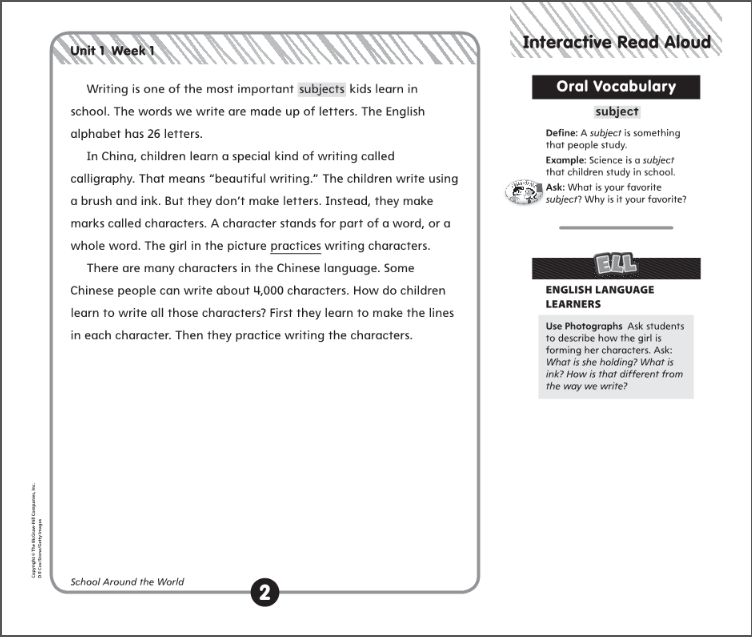 Unit 1 Week 1
Writing is one of the most important subjects kids learn in
school. The words we write are made up of letters. The English
alphabet has 26 letters.
In China, children learn a special kind of writing called
calligraphy. That means “beautiful writing.” The children write using
a brush and ink. But they don’t make letters. Instead, they make
marks called characters. A character stands for part of a word, or a
whole word. The girl in the picture practices writing characters.
There are many characters in the Chinese language. Some
Chinese people can write about 4,000 characters. How do children
learn to write all those characters? First they learn to make the lines
in each character. Then they practice writing the characters.
School Around the World
2
Copyright © The McGraw-Hill Companies, Inc.
Interactive Read Aloud
Oral Vocabulary
subject
Define: A subject is something
that people study.
Example: Science is a subject
that children study in school.
Ask: What is your favorite
subject? Why is it your favorite?
ELL
ENGLISH LANGUAGE
LEARNERS
Use Photographs Ask students
to describe how the girl is
forming her characters. Ask:
What is she holding? What is
ink? How is that different from
the way we write?